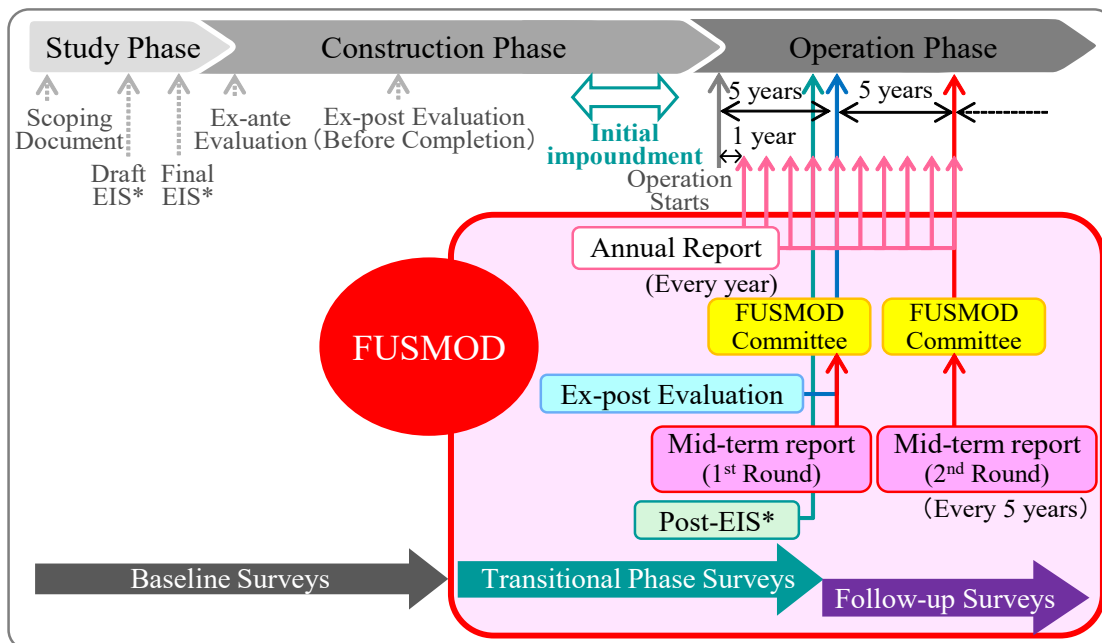 Study Phase
Construction Phase
Operation Phase
Scoping
Document
Draft
EIS*
Final
EIS*
Ex-ante
Evaluation
Ex-post Evaluation
(Before Completion)
Initial
impoundment
5 years
5 years
1 year
Operation
Starts
Annual Report
(Every year)
FUSMOD
FUSMOD
Committee
FUSMOD
Committee
Ex-post Evaluation
Mid-term report
(1st Round)
Mid-term report
(2nd Round)
(Every 5 years)
Post-EIS*
Baseline Surveys
Transitional Phase Surveys
Follow-up Surveys